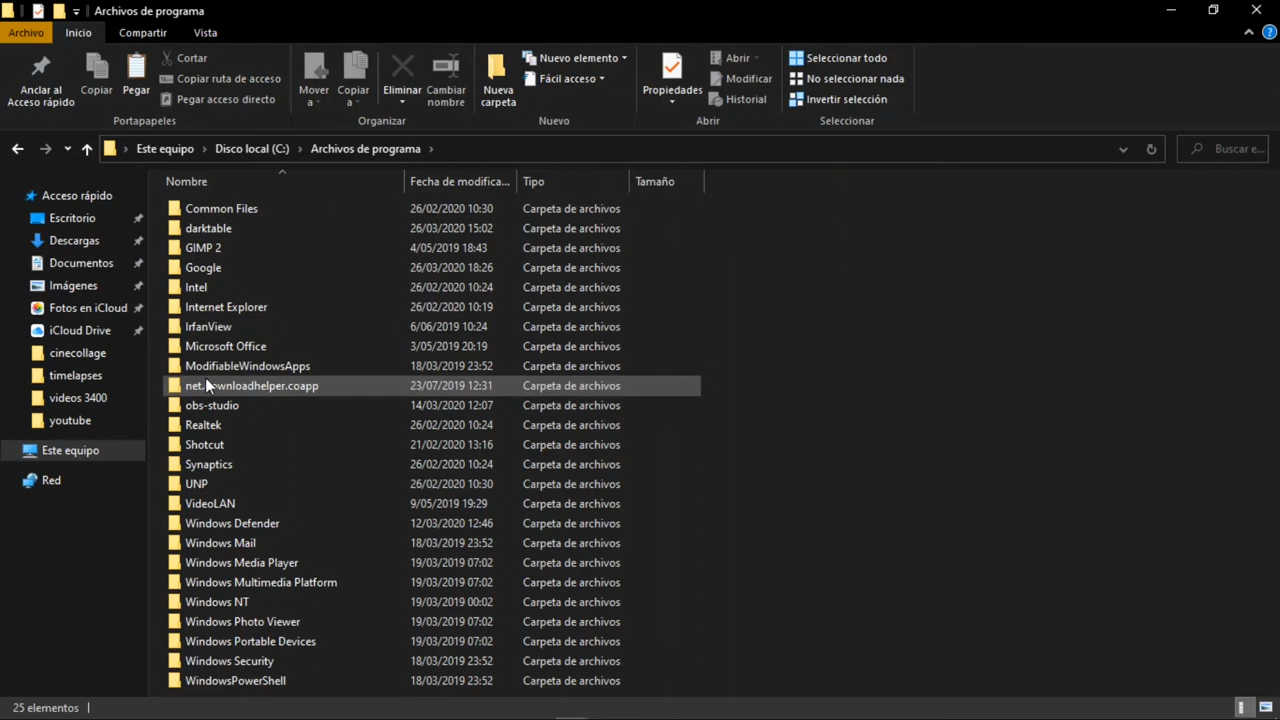 Archivos de programa
Archivo Inicio Compartir Vista
Anclar al Acceso rápido
Copiar
Pegar
Cortar
Copiar ruta de acceso
Pegar acceso directo
Portapapeles
Mover a
Copiar a
Eliminar
Cambiar nombre
Organizar
Nueva carpeta
Nuevo elemento
Fácil acceso
Nuevo
Propiedades
Abrir
Modificar
Historial
Abrir
Seleccionar todo
No seleccionar nada
Invertir selección
Seleccionar
Este equipo › Disco local (C:) › Archivos de programa ›
Buscar e...
Acceso rápido
Escritorio
Descargas
Documentos
Imágenes
Fotos en iCloud
iCloud Drive
cinecollage
timelapses
videos 3400
youtube
Este equipo
Red
Nombre Fecha de modifica... Tipo Tamaño
Common Files 26/02/2020 10:30 Carpeta de archivos
darktable 26/03/2020 15:02 Carpeta de archivos
GIMP 2 4/05/2019 18:43 Carpeta de archivos
Google 26/03/2020 18:26 Carpeta de archivos
Intel 26/02/2020 10:24 Carpeta de archivos
Internet Explorer 26/02/2020 10:19 Carpeta de archivos
IrfanView 6/06/2019 10:24 Carpeta de archivos
Microsoft Office 3/05/2019 20:19 Carpeta de archivos
ModifiableWindowsApps 18/03/2019 23:52 Carpeta de archivos
net.downloadhelper.coapp 23/07/2019 12:31 Carpeta de archivos
obs-studio 14/03/2020 12:07 Carpeta de archivos
Realtek 26/02/2020 10:24 Carpeta de archivos
Shotcut 21/02/2020 13:16 Carpeta de archivos
Synaptics 26/02/2020 10:24 Carpeta de archivos
UNP 26/02/2020 10:30 Carpeta de archivos
VideoLAN 9/05/2019 19:29 Carpeta de archivos
Windows Defender 12/03/2020 12:46 Carpeta de archivos
Windows Mail 18/03/2019 23:52 Carpeta de archivos
Windows Media Player 19/03/2019 07:02 Carpeta de archivos
Windows Multimedia Platform 19/03/2019 07:02 Carpeta de archivos
Windows NT 19/03/2019 00:02 Carpeta de archivos
Windows Photo Viewer 19/03/2019 07:02 Carpeta de archivos
Windows Portable Devices 19/03/2019 07:02 Carpeta de archivos
Windows Security 18/03/2019 23:52 Carpeta de archivos
WindowsPowerShell 18/03/2019 23:52 Carpeta de archivos
25 elementos